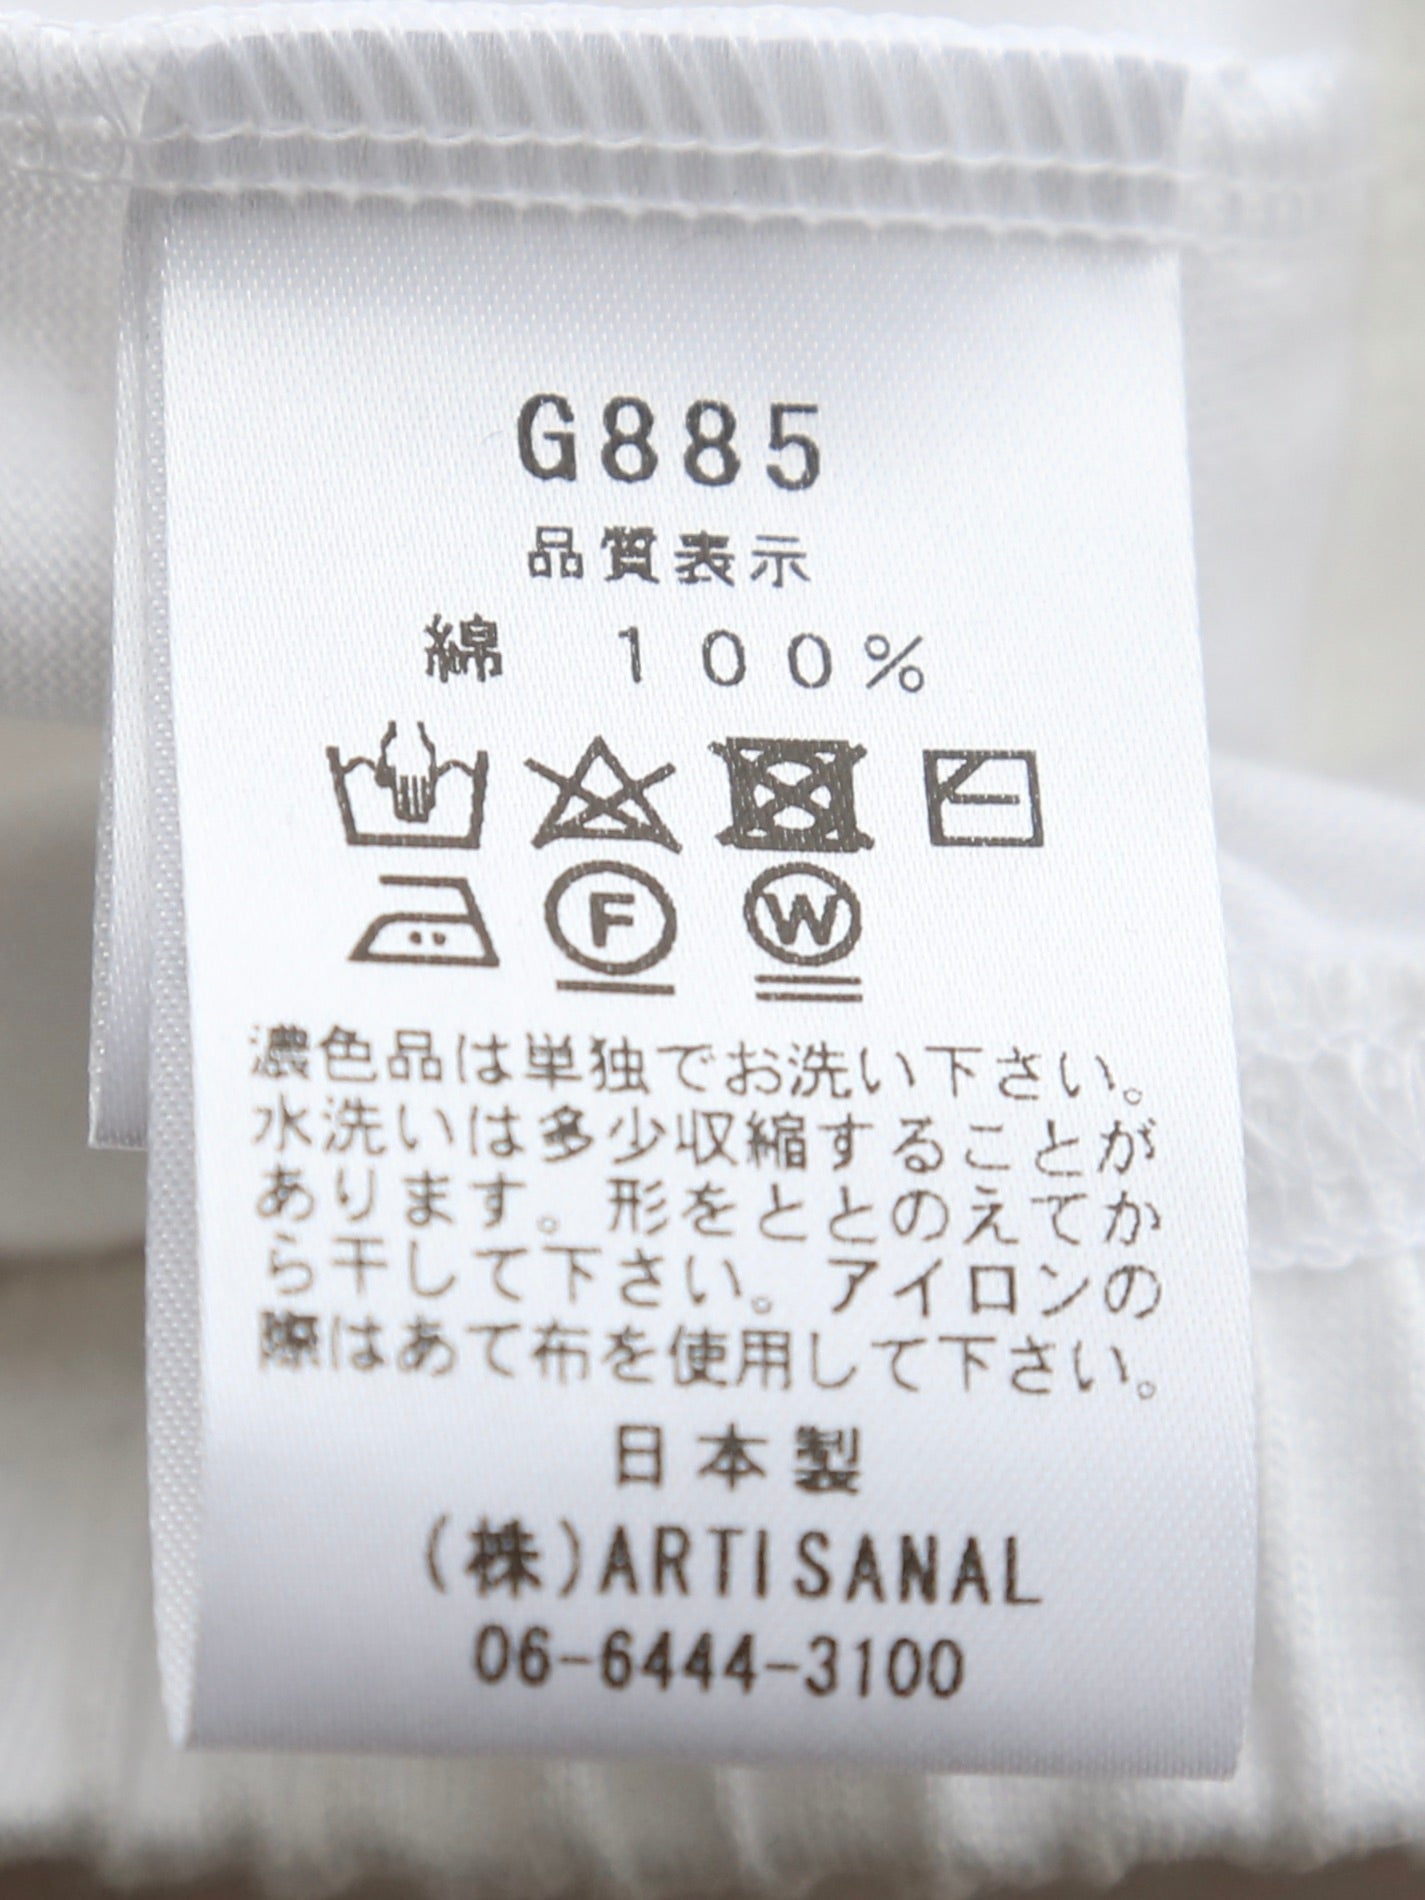 G885
品質表示
綿 １００％
F W
濃色品は単独でお洗い下さい。
水洗いは多少収縮することが
あります。形をととのえてか
ら干して下さい。アイロンの
際はあて布を使用して下さい。
日本製
(株)ARTISANAL
06-6444-3100